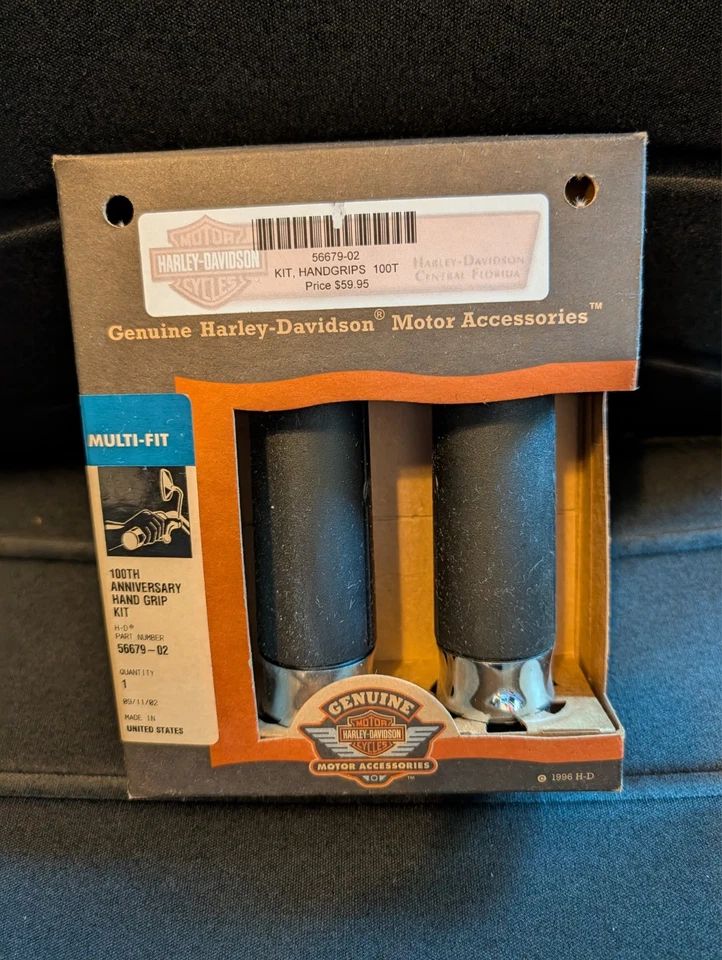 MOTOR
HARLEY-DAVIDSON
CYCLES
56679-02
KIT, HANDGRIPS 100T
Price $59.95
HARLEY-DAVIDSON
CENTRAL FLORIDA
Genuine Harley-Davidson® Motor Accessories™
MULTI-FIT
100TH
ANNIVERSARY
HAND GRIP
KIT
H-D®
PART NUMBER
56679-02
QUANTITY
1
09/11/02
MADE IN
UNITED STATES
GENUINE
MOTOR
HARLEY-DAVIDSON
CYCLES
MOTOR ACCESSORIES
™
© 1996 H-D